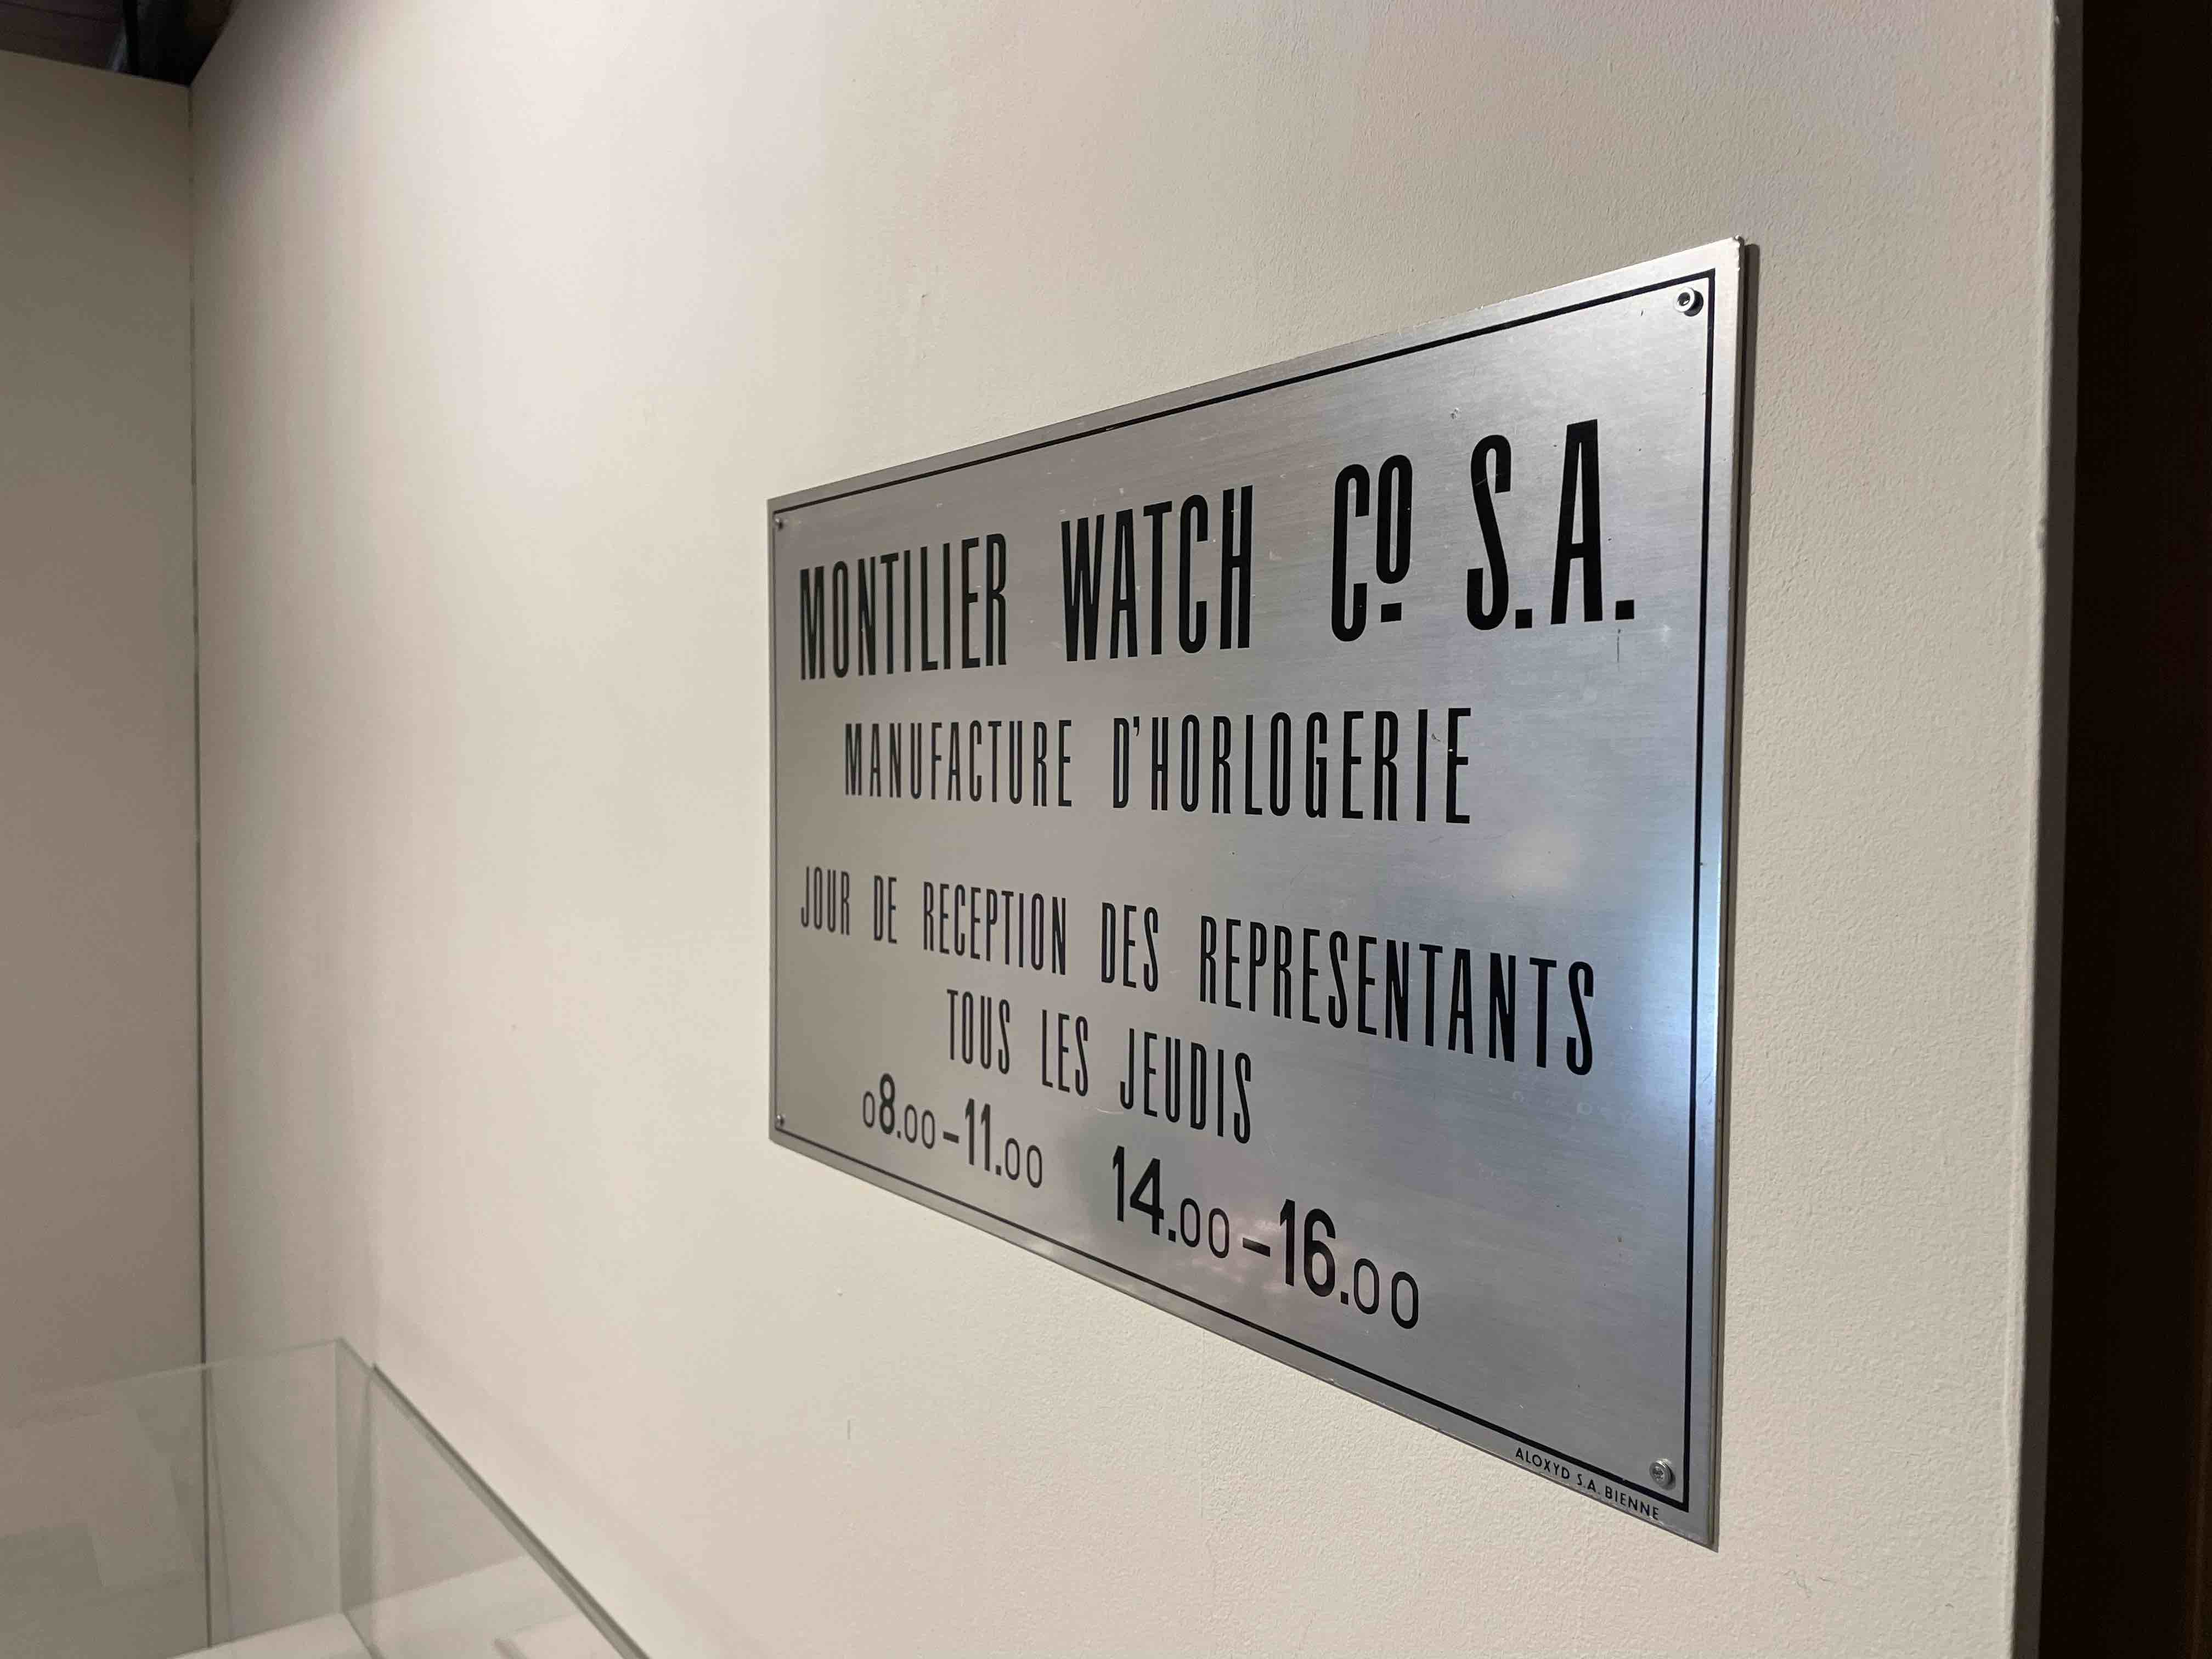 MONTILIER WATCH Cº S.A.
MANUFACTURE D'HORLOGERIE
JOUR DE RECEPTION DES REPRESENTANTS
TOUS LES JEUDIS
08.00-11.00 14.00-16.00
ALOXYD S.A. BIENNE